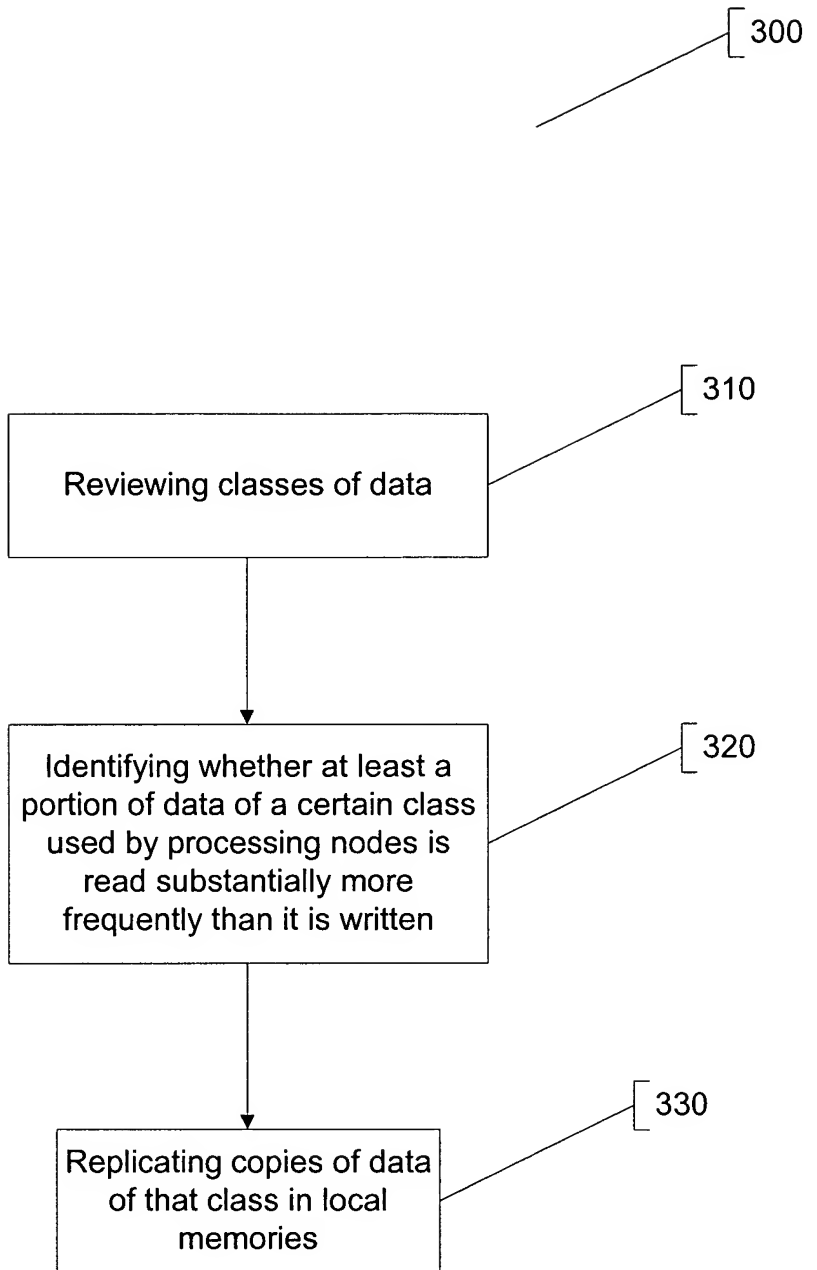 300
310
Reviewing classes of data
320
Identifying whether at least a
portion of data of a certain class
used by processing nodes is
read substantially more
frequently than it is written
330
Replicating copies of data
of that class in local
memories